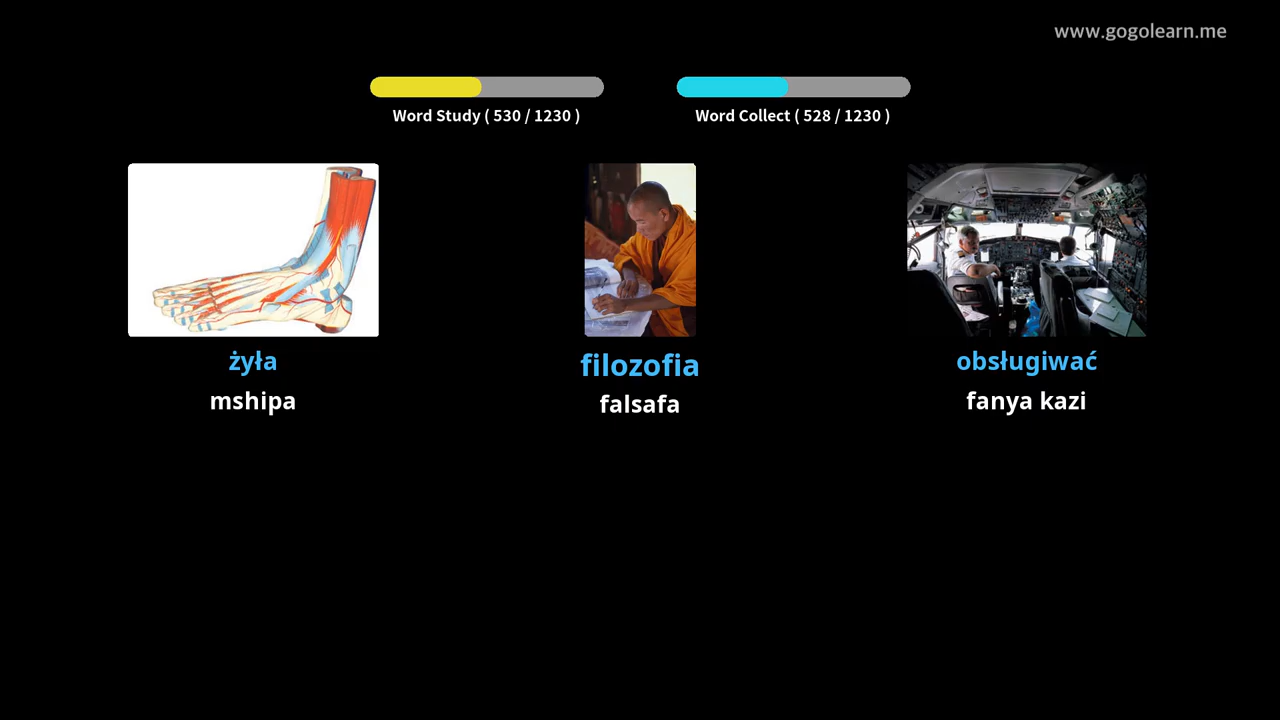 www.gogolearn.me
Word Study ( 530 / 1230 )
Word Collect ( 528 / 1230 )
żyła
filozofia
obsługiwać
mshipa
falsafa
fanya kazi